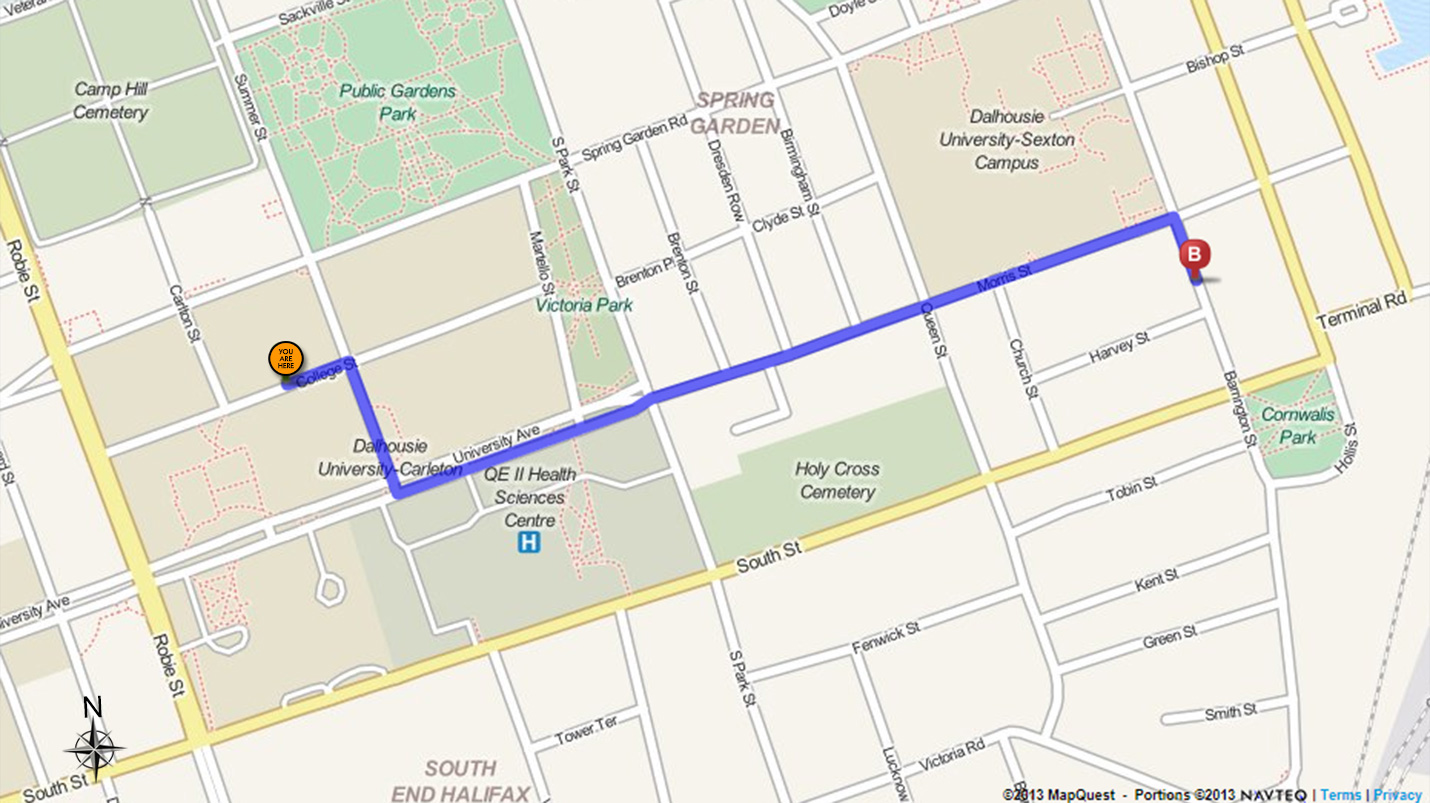 Veteran
Sackville St
Doyle S
Camp Hill
Cemetery
Summer St
Public Gardens
Park
SPRING
GARDEN
Spring Garden Rd
S Park St
Dresden Row
Birmingham St
Clyde St
Dalhousie
University-Sexton
Campus
Bishop St
B
Robie St
Carlton St
Martello St
Brenton Pl
Brenton St
Victoria Park
Morris St
Queen St
Church St
Harvey St
Terminal Rd
Barrington St
Cornwalis
Park
Hollis St
YOU
ARE
HERE
College St
Dalhousie
University-Carleton
University Ave
QE II Health
Sciences
Centre
H
Holy Cross
Cemetery
South St
Tobin St
Kent St
Green St
Smith St
Fenwick St
S Park St
Victoria Rd
Lucknow
Tower Ter
SOUTH
END HALIFAX
iversity Ave
Robie St
N
South St
©2013 MapQuest - Portions ©2013 NAVTEQ | Terms | Privacy